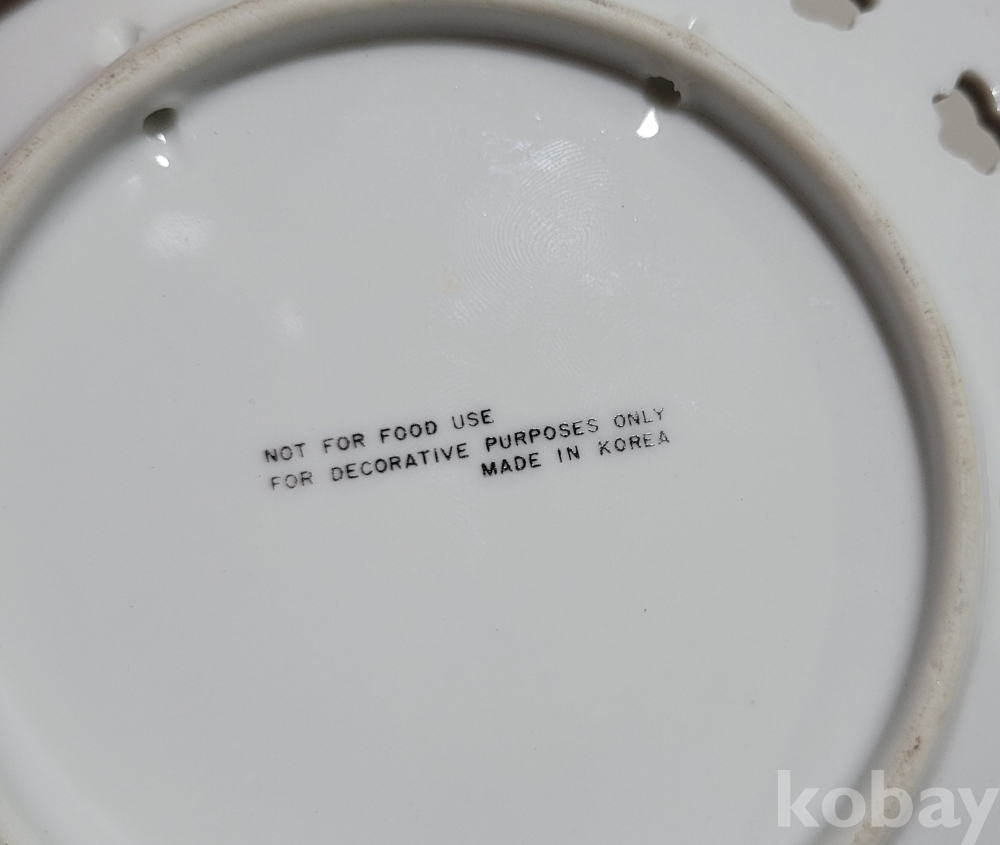 NOT FOR FOOD USE
FOR DECORATIVE PURPOSES ONLY
MADE IN KOREA
kobay